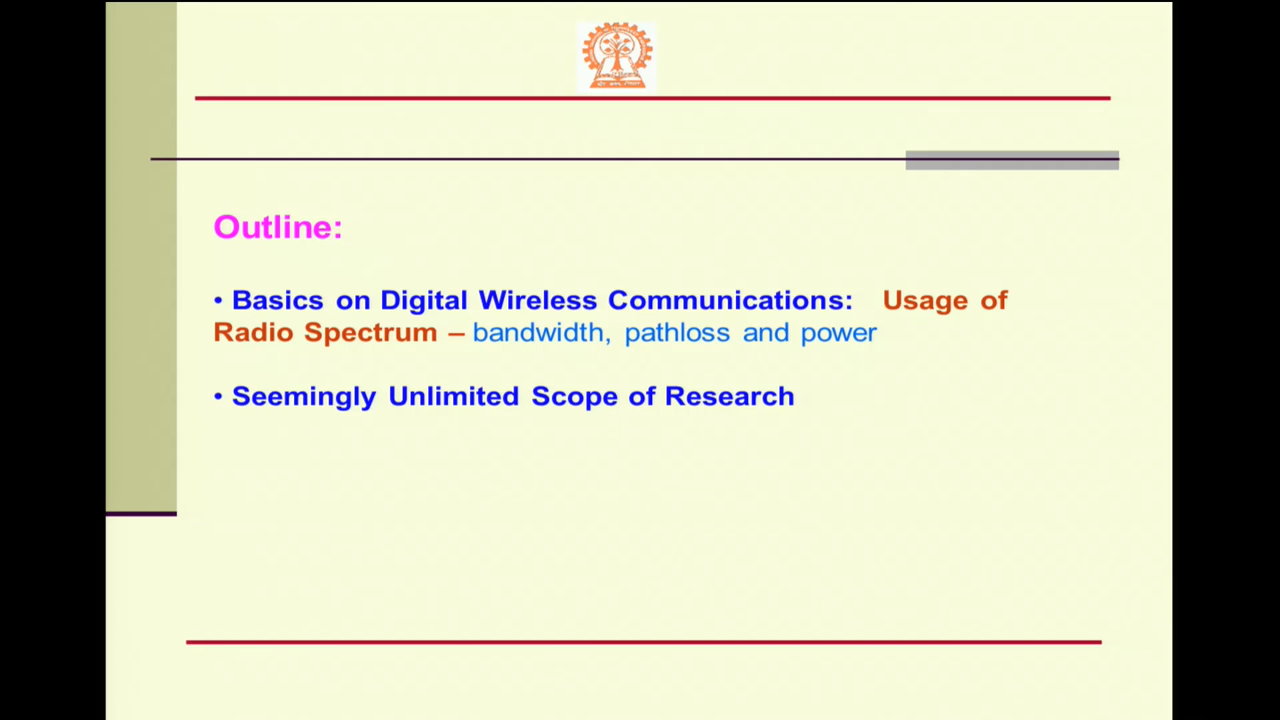 Outline:
• Basics on Digital Wireless Communications: Usage of
Radio Spectrum – bandwidth, pathloss and power
• Seemingly Unlimited Scope of Research